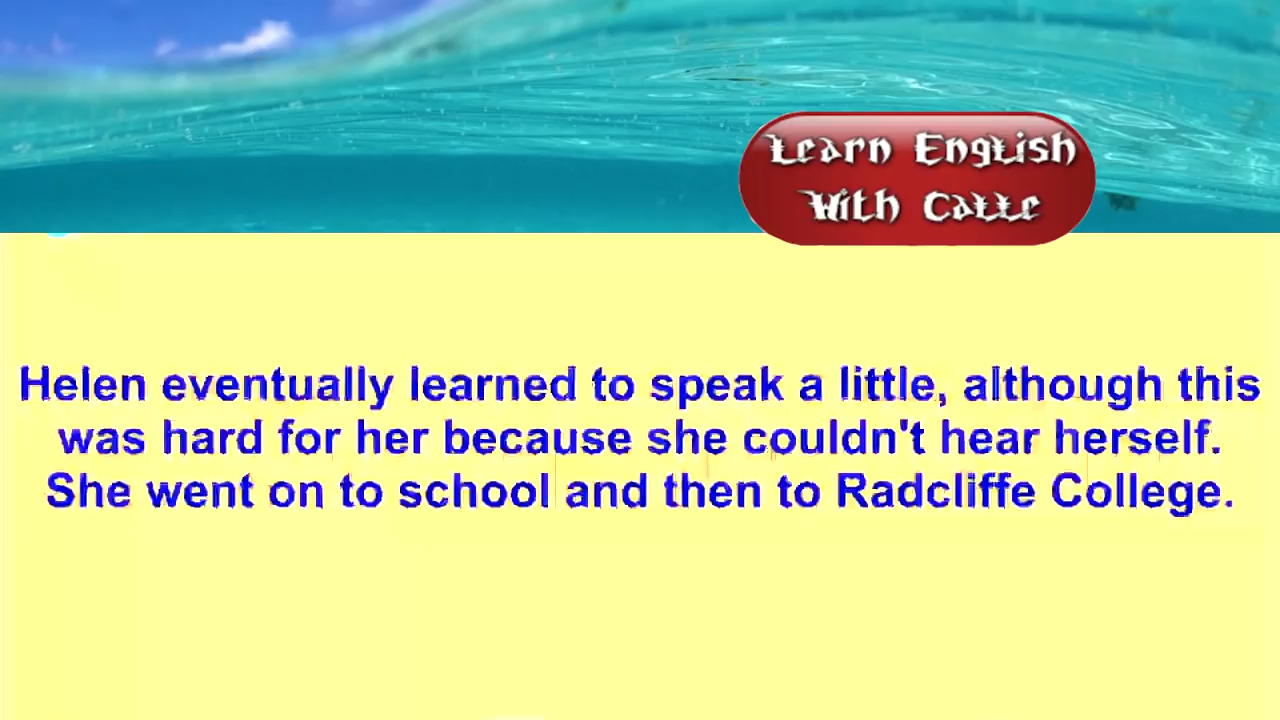 Learn English
With Catte
Helen eventually learned to speak a little, although this
was hard for her because she couldn't hear herself.
She went on to school and then to Radcliffe College.